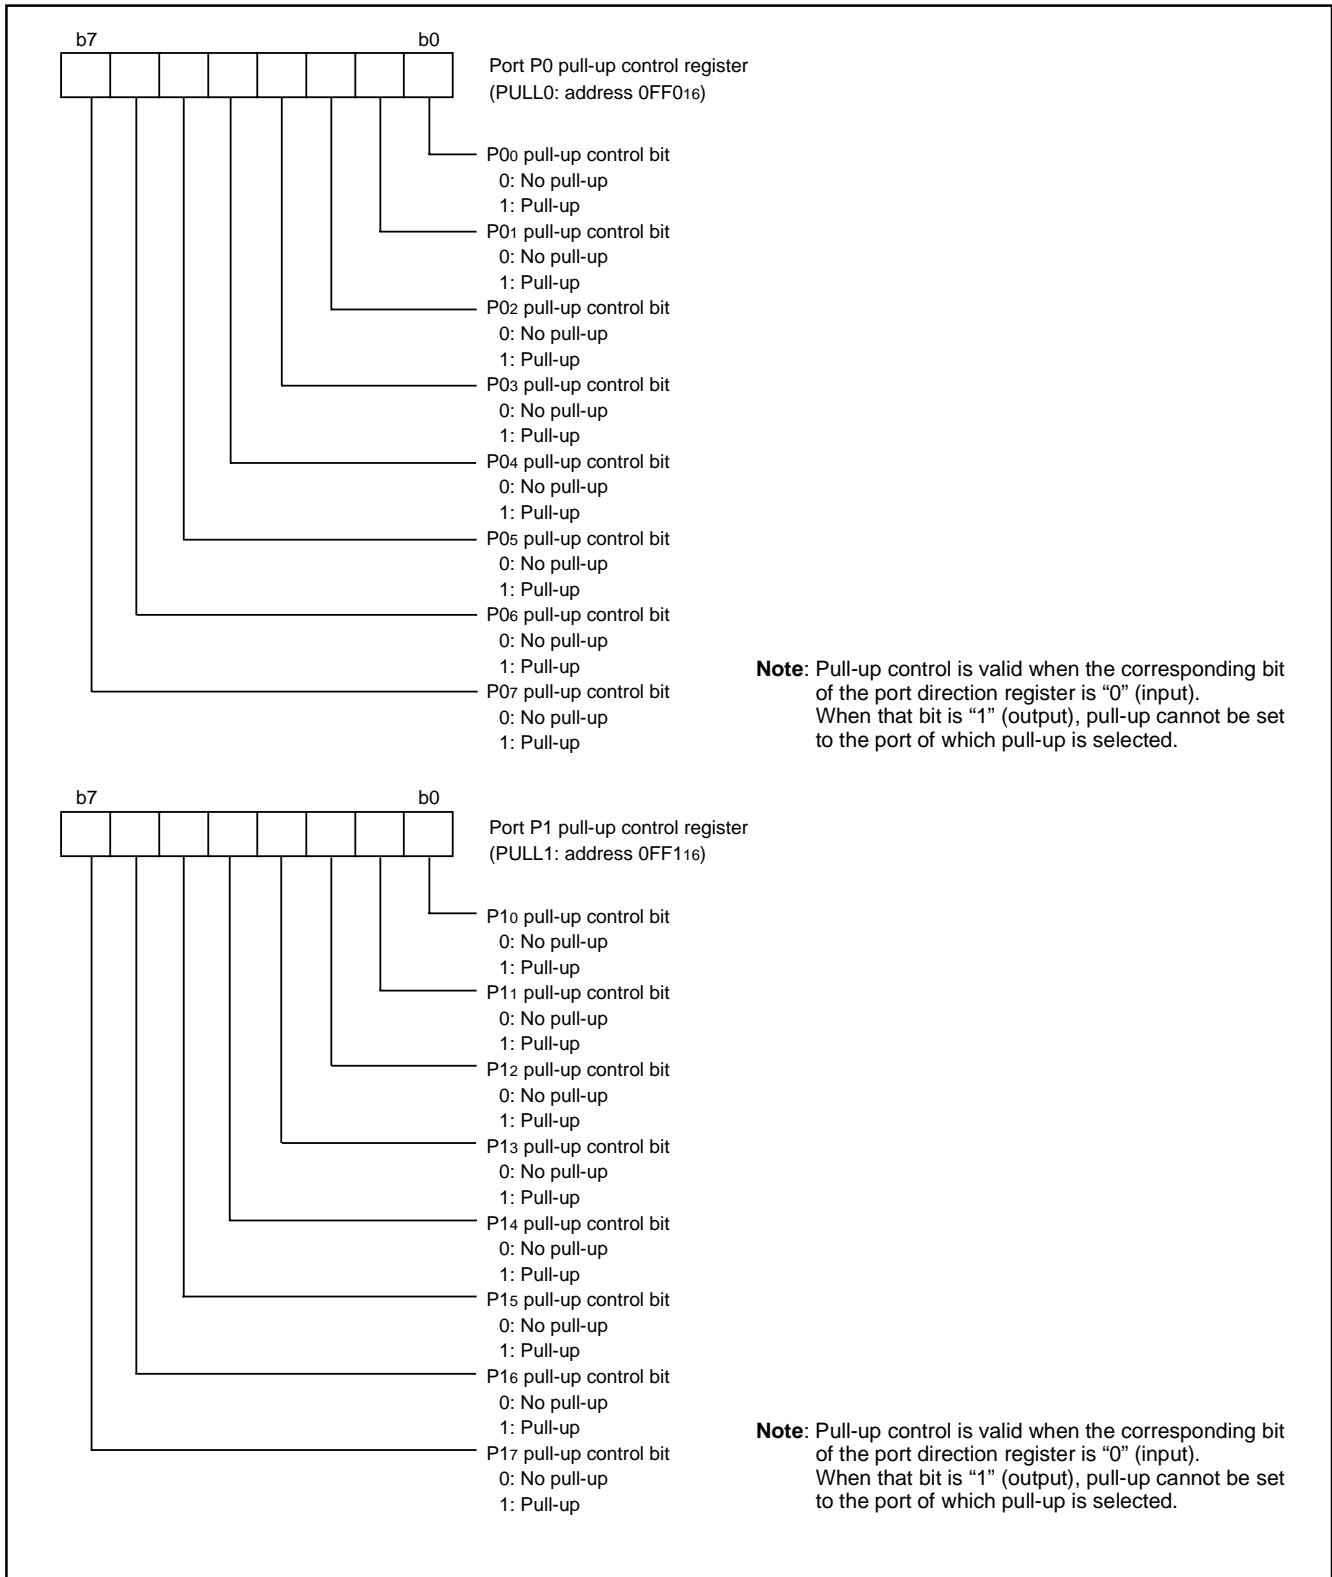 b7 b0
Port P0 pull-up control register
(PULL0: address 0FF016)
P00 pull-up control bit
0: No pull-up
1: Pull-up
P01 pull-up control bit
0: No pull-up
1: Pull-up
P02 pull-up control bit
0: No pull-up
1: Pull-up
P03 pull-up control bit
0: No pull-up
1: Pull-up
P04 pull-up control bit
0: No pull-up
1: Pull-up
P05 pull-up control bit
0: No pull-up
1: Pull-up
P06 pull-up control bit
0: No pull-up
1: Pull-up
P07 pull-up control bit
0: No pull-up
1: Pull-up
Note: Pull-up control is valid when the corresponding bit
of the port direction register is “0” (input).
When that bit is “1” (output), pull-up cannot be set
to the port of which pull-up is selected.
b7 b0
Port P1 pull-up control register
(PULL1: address 0FF116)
P10 pull-up control bit
0: No pull-up
1: Pull-up
P11 pull-up control bit
0: No pull-up
1: Pull-up
P12 pull-up control bit
0: No pull-up
1: Pull-up
P13 pull-up control bit
0: No pull-up
1: Pull-up
P14 pull-up control bit
0: No pull-up
1: Pull-up
P15 pull-up control bit
0: No pull-up
1: Pull-up
P16 pull-up control bit
0: No pull-up
1: Pull-up
P17 pull-up control bit
0: No pull-up
1: Pull-up
Note: Pull-up control is valid when the corresponding bit
of the port direction register is “0” (input).
When that bit is “1” (output), pull-up cannot be set
to the port of which pull-up is selected.